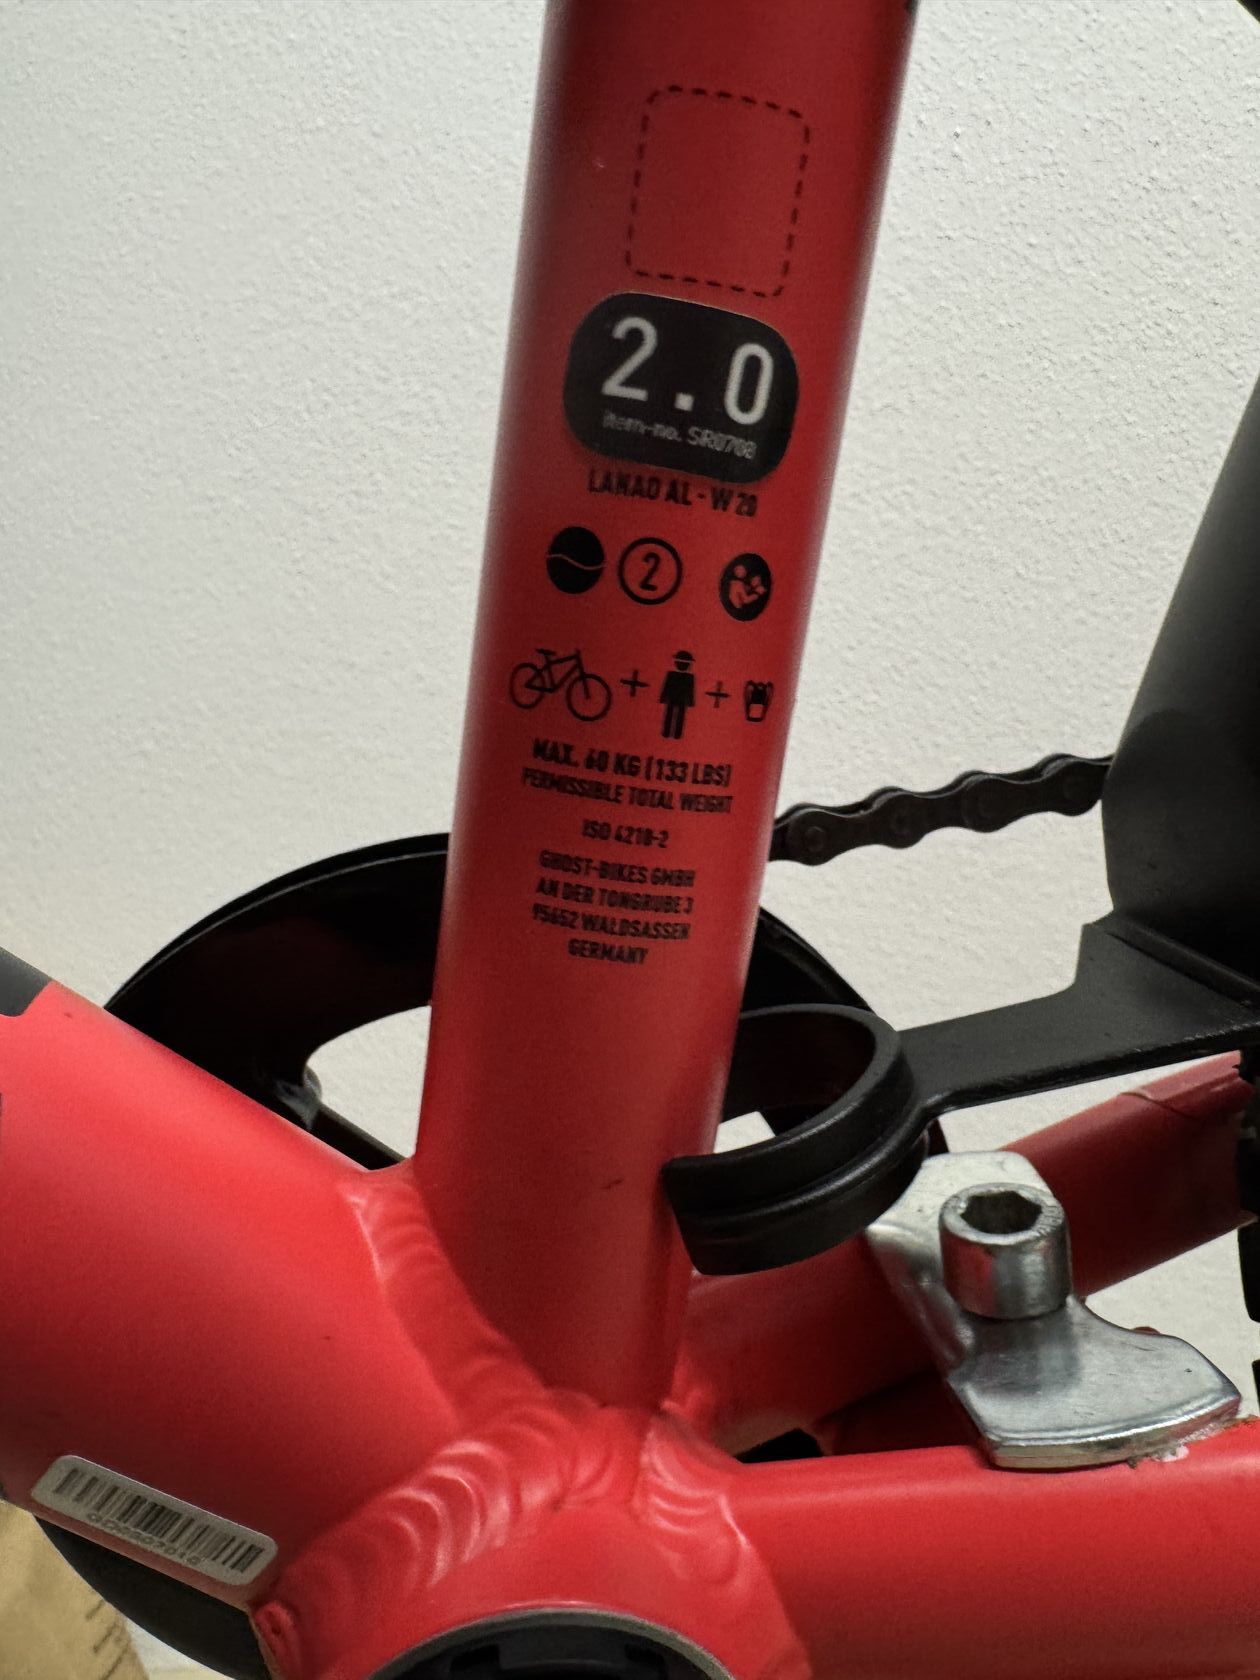 2.0
item-no. SR0708
LANAO AL - W 20
2
+ +
MAX. 60 KG (133 LBS)
PERMISSIBLE TOTAL WEIGHT
ISO 4210-2
GHOST-BIKES GMBH
AN DER TONGRUBE 3
95652 WALDSASSEN
GERMANY